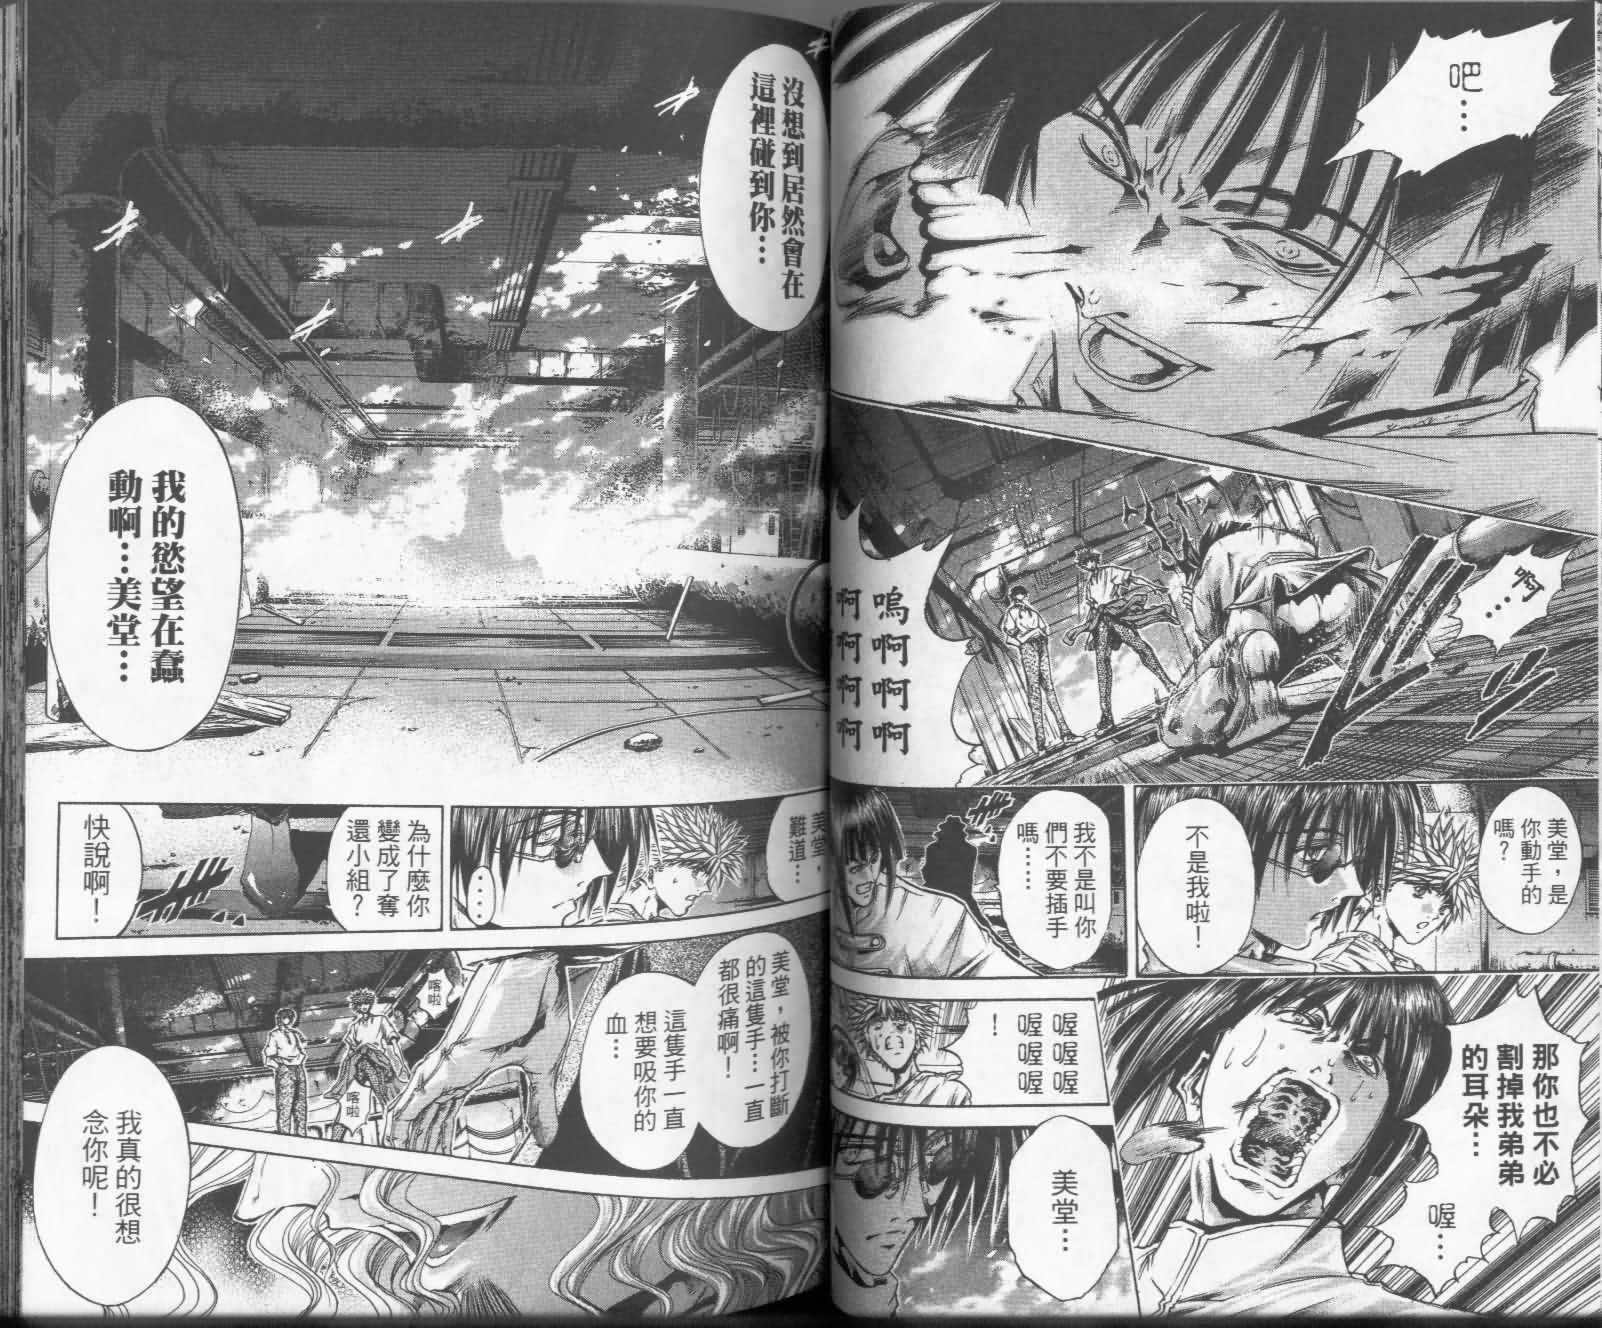 吧…
啊…
嗚啊啊啊
啊啊啊啊
美堂，是
你動手的
嗎？
不是我啦！
我不是叫你
們不要插手
嗎……
那你也不必
割掉我弟弟
的耳朵…
喔…
喔喔喔
喔喔喔
！
美堂…
沒想到居然會在
這裡碰到你…
我的慾望在蠢
動啊…美堂…
美堂，
難道…
……
為什麼你
變成了奪
還小組？
快說啊！
美堂，被你打斷
的這隻手…一直
都很痛啊！
這隻手一直
想要吸你的
血…
喀啦
喀啦
我真的很想
念你呢！